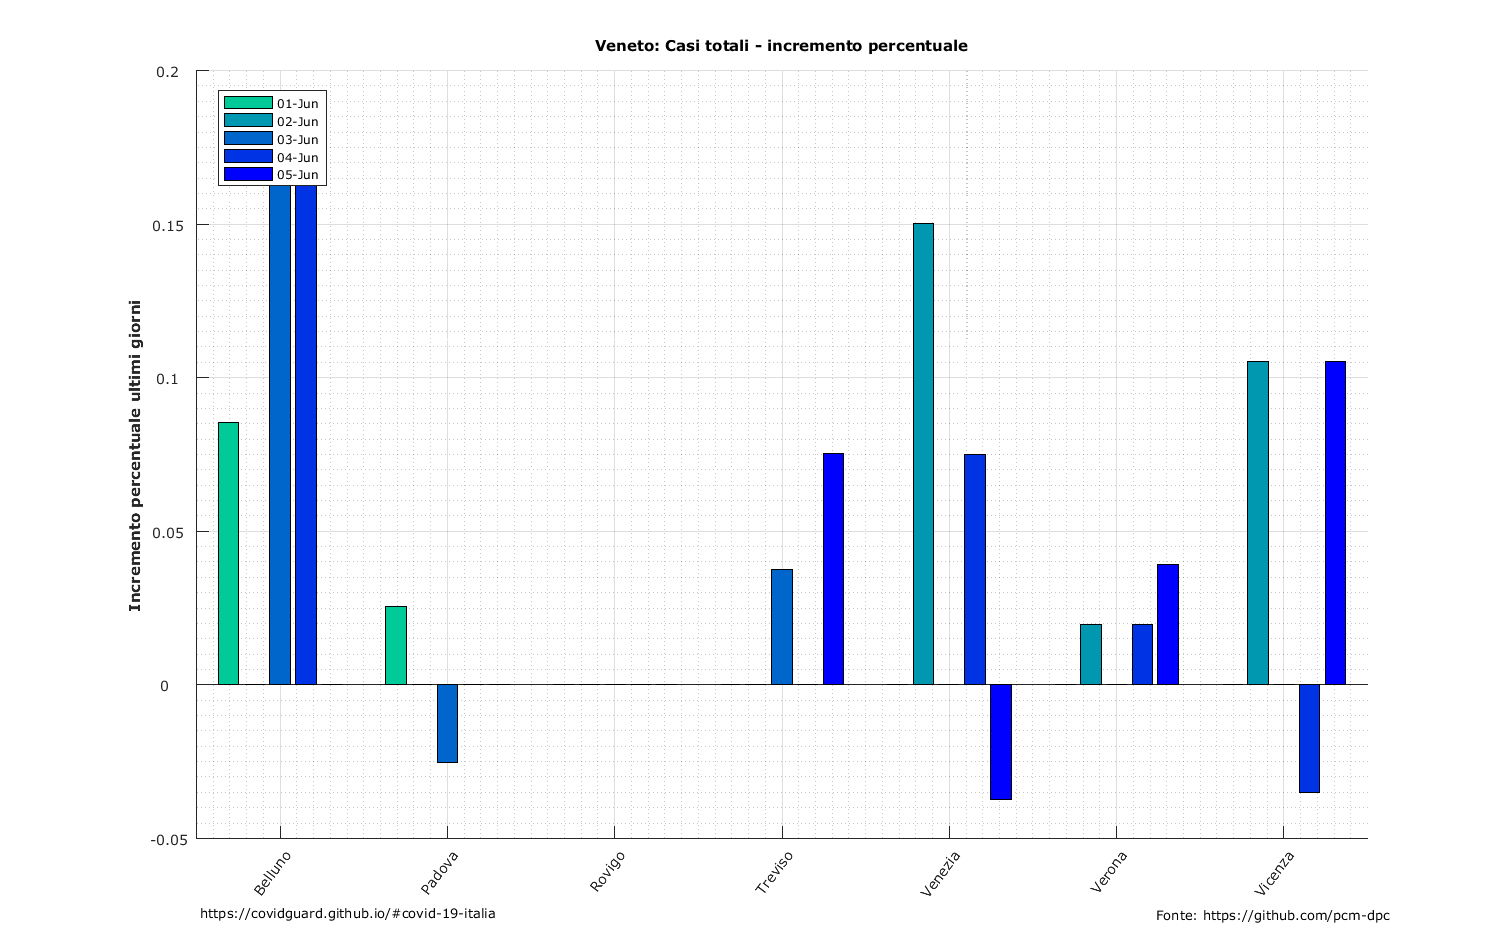 Veneto: Casi totali - incremento percentuale
0.2
0.15
0.1
0.05
0
-0.05
Incremento percentuale ultimi giorni
01-Jun
02-Jun
03-Jun
04-Jun
05-Jun
Belluno
Padova
Rovigo
Treviso
Venezia
Verona
Vicenza
https://covidguard.github.io/#covid-19-italia
Fonte: https://github.com/pcm-dpc